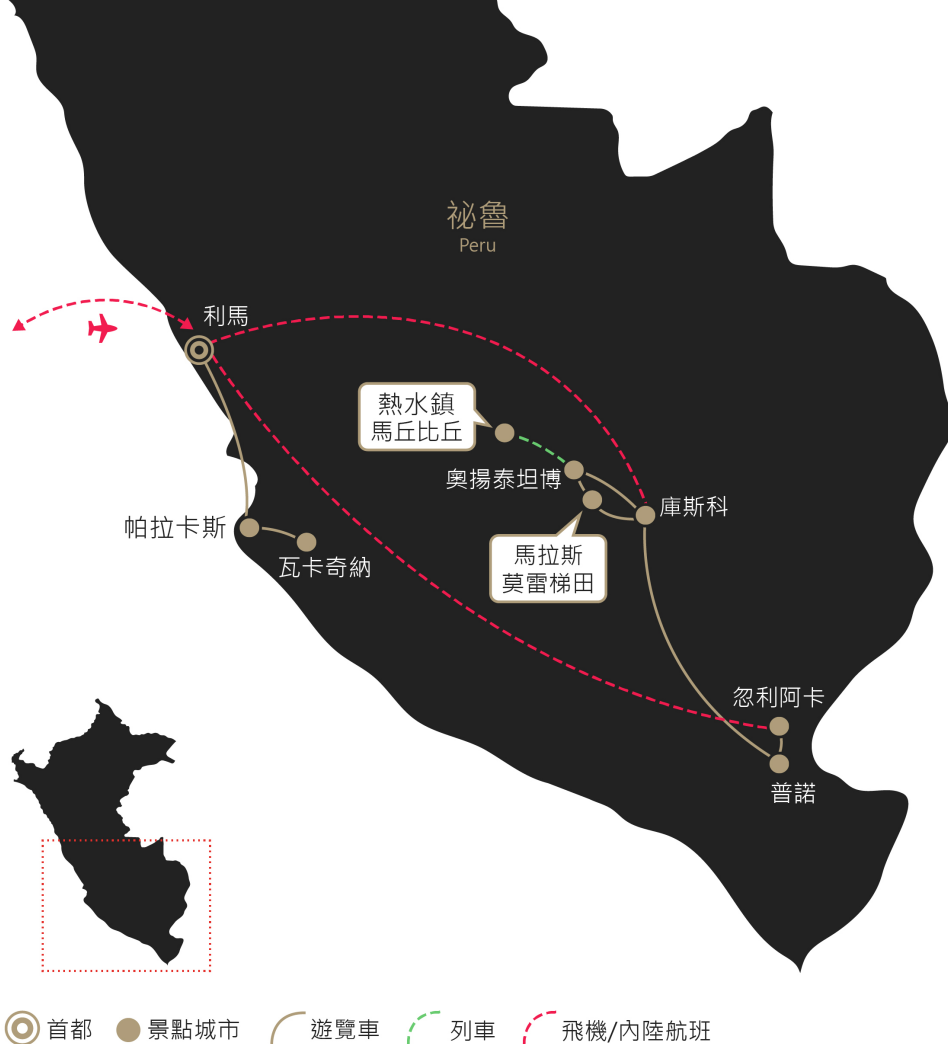 祕魯
Peru
利馬
熱水鎮
馬丘比丘
奧揚泰坦博
庫斯科
帕拉卡斯
瓦卡奇納
馬拉斯
莫雷梯田
忽利阿卡
普諾
首都
景點城市
遊覽車
列車
飛機/內陸航班